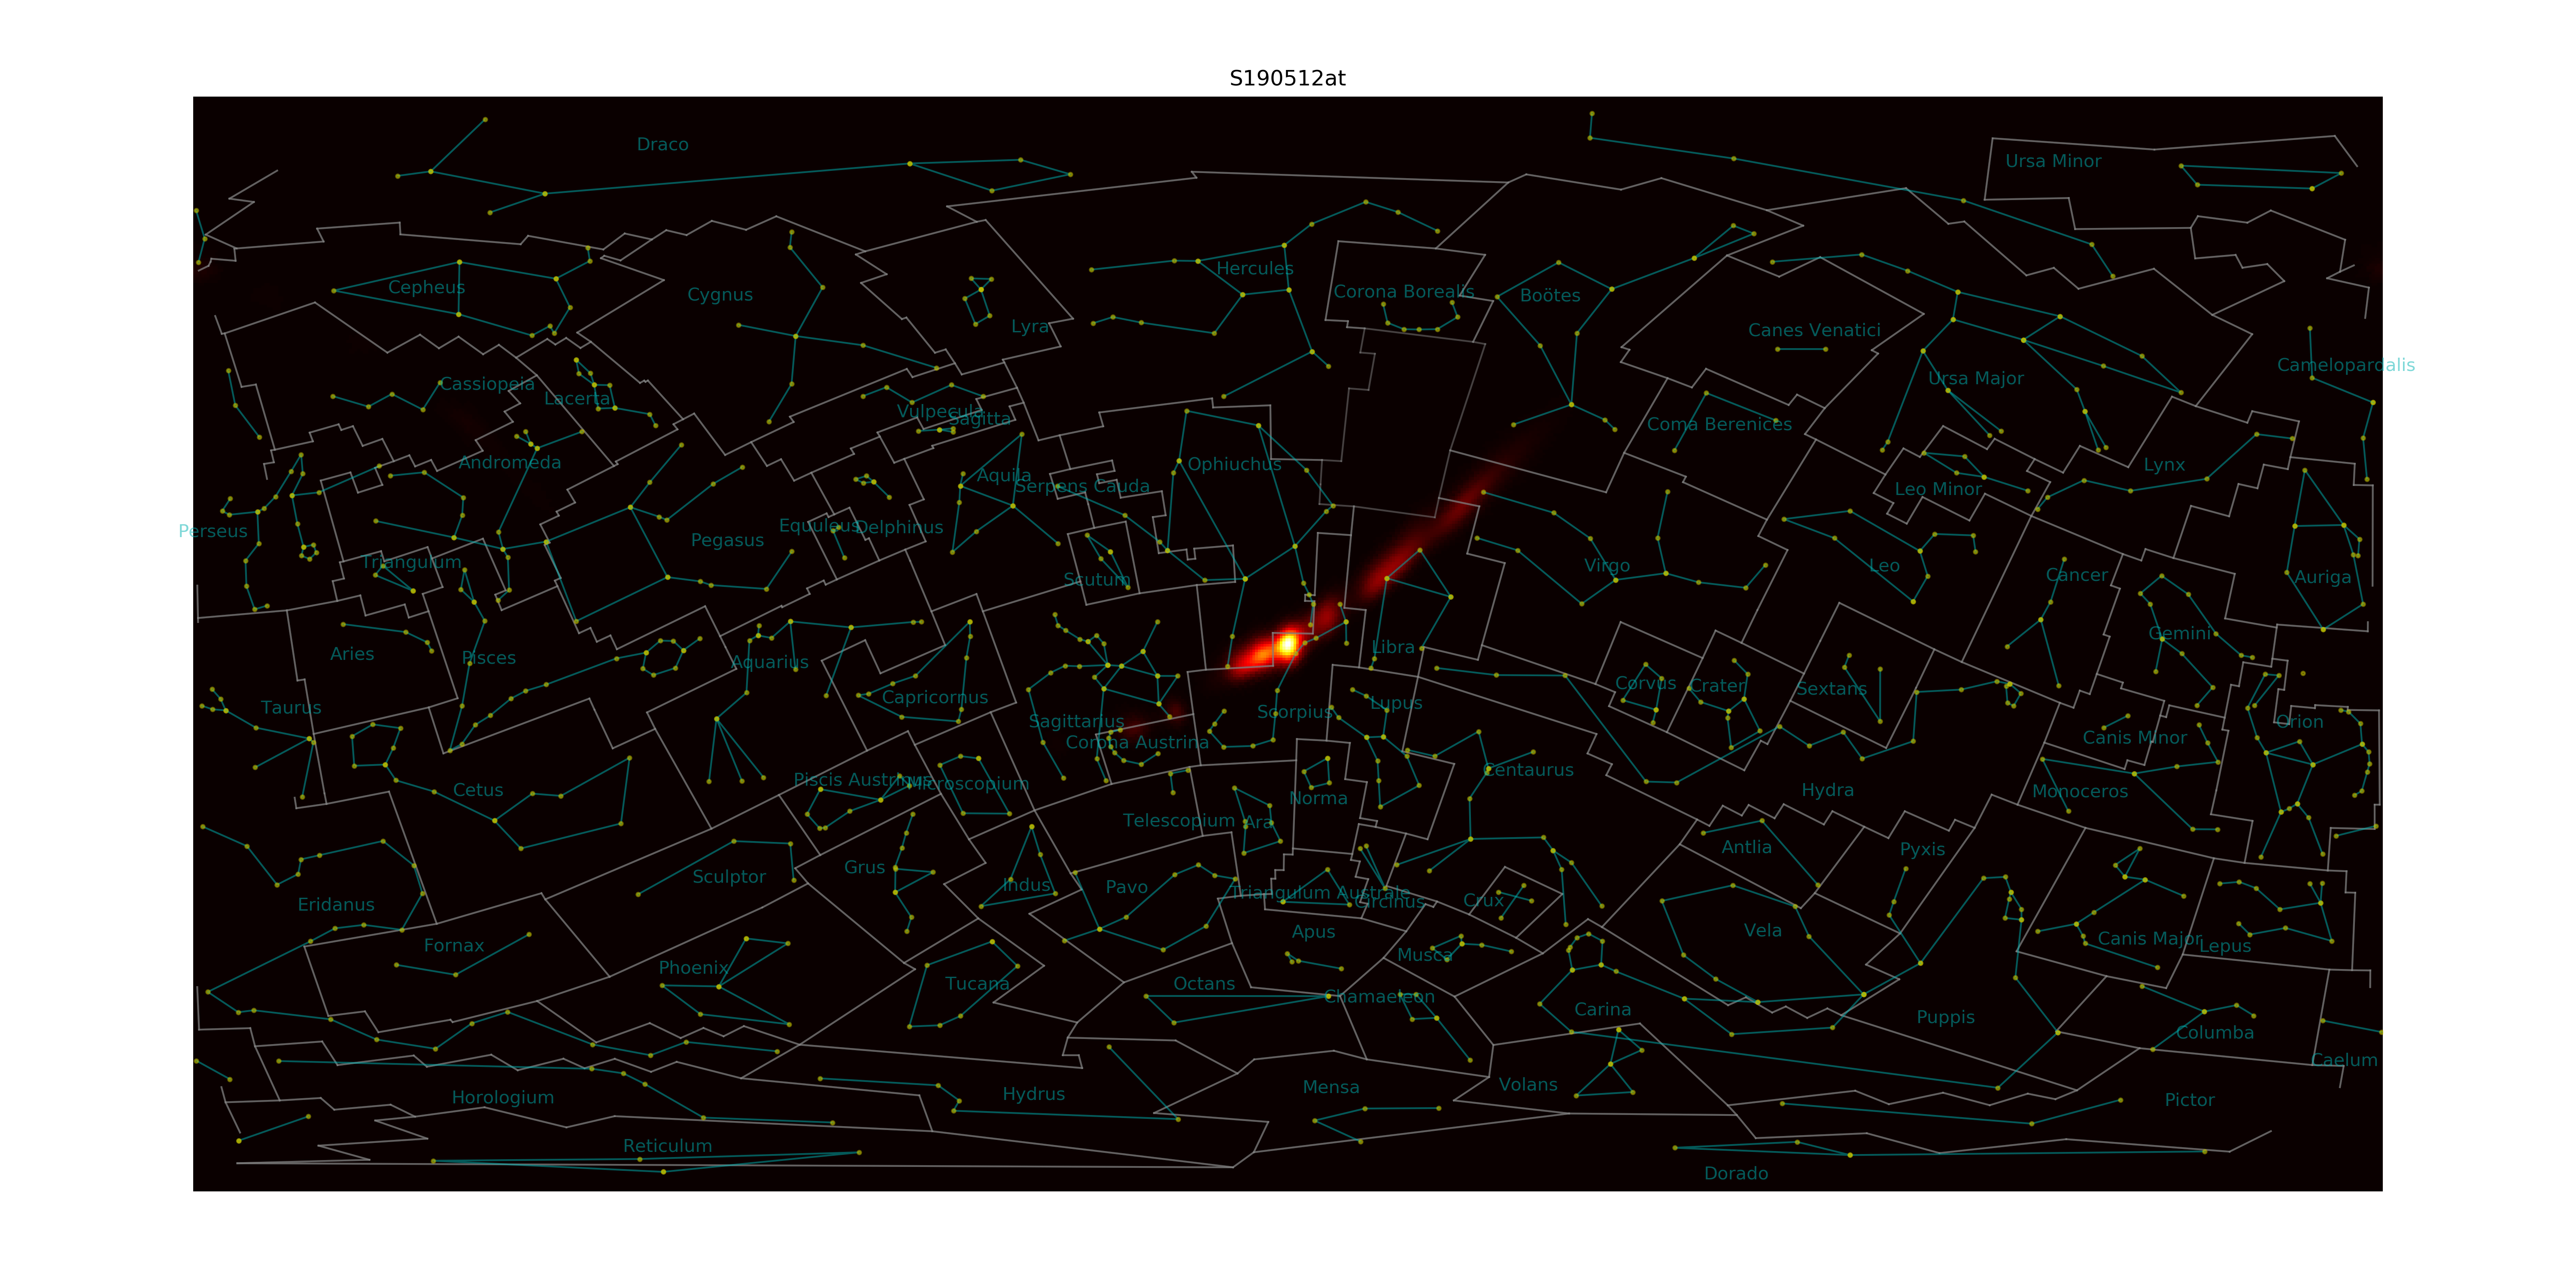 S190512at
Draco
Ursa Minor
Hercules
Cepheus
Cygnus
Corona Borealis
Boötes
Lyra
Canes Venatici
Camelopardalis
Ursa Major
Cassiopeia
Lacerta
Vulpecula
Sagitta
Coma Berenices
Andromeda
Ophiuchus
Lynx
Aquila
Serpens Cauda
Leo Minor
Perseus
Equuleus
Delphinus
Pegasus
Triangulum
Scutum
Virgo
Leo
Cancer
Auriga
Gemini
Aries
Pisces
Aquarius
Libra
Corvus
Crater
Sextans
Capricornus
Taurus
Sagittarius
Scorpius
Lupus
Orion
Corona Austrina
Canis Minor
Centaurus
Piscis Austrinus
Microscopium
Cetus
Norma
Hydra
Monoceros
Telescopium
Ara
Antlia
Pyxis
Sculptor
Grus
Indus
Pavo
Triangulum Australe
Circinus
Crux
Eridanus
Apus
Vela
Fornax
Musca
Canis Major
Lepus
Phoenix
Tucana
Octans
Chamaeleon
Carina
Puppis
Columba
Caelum
Horologium
Hydrus
Mensa
Volans
Pictor
Reticulum
Dorado